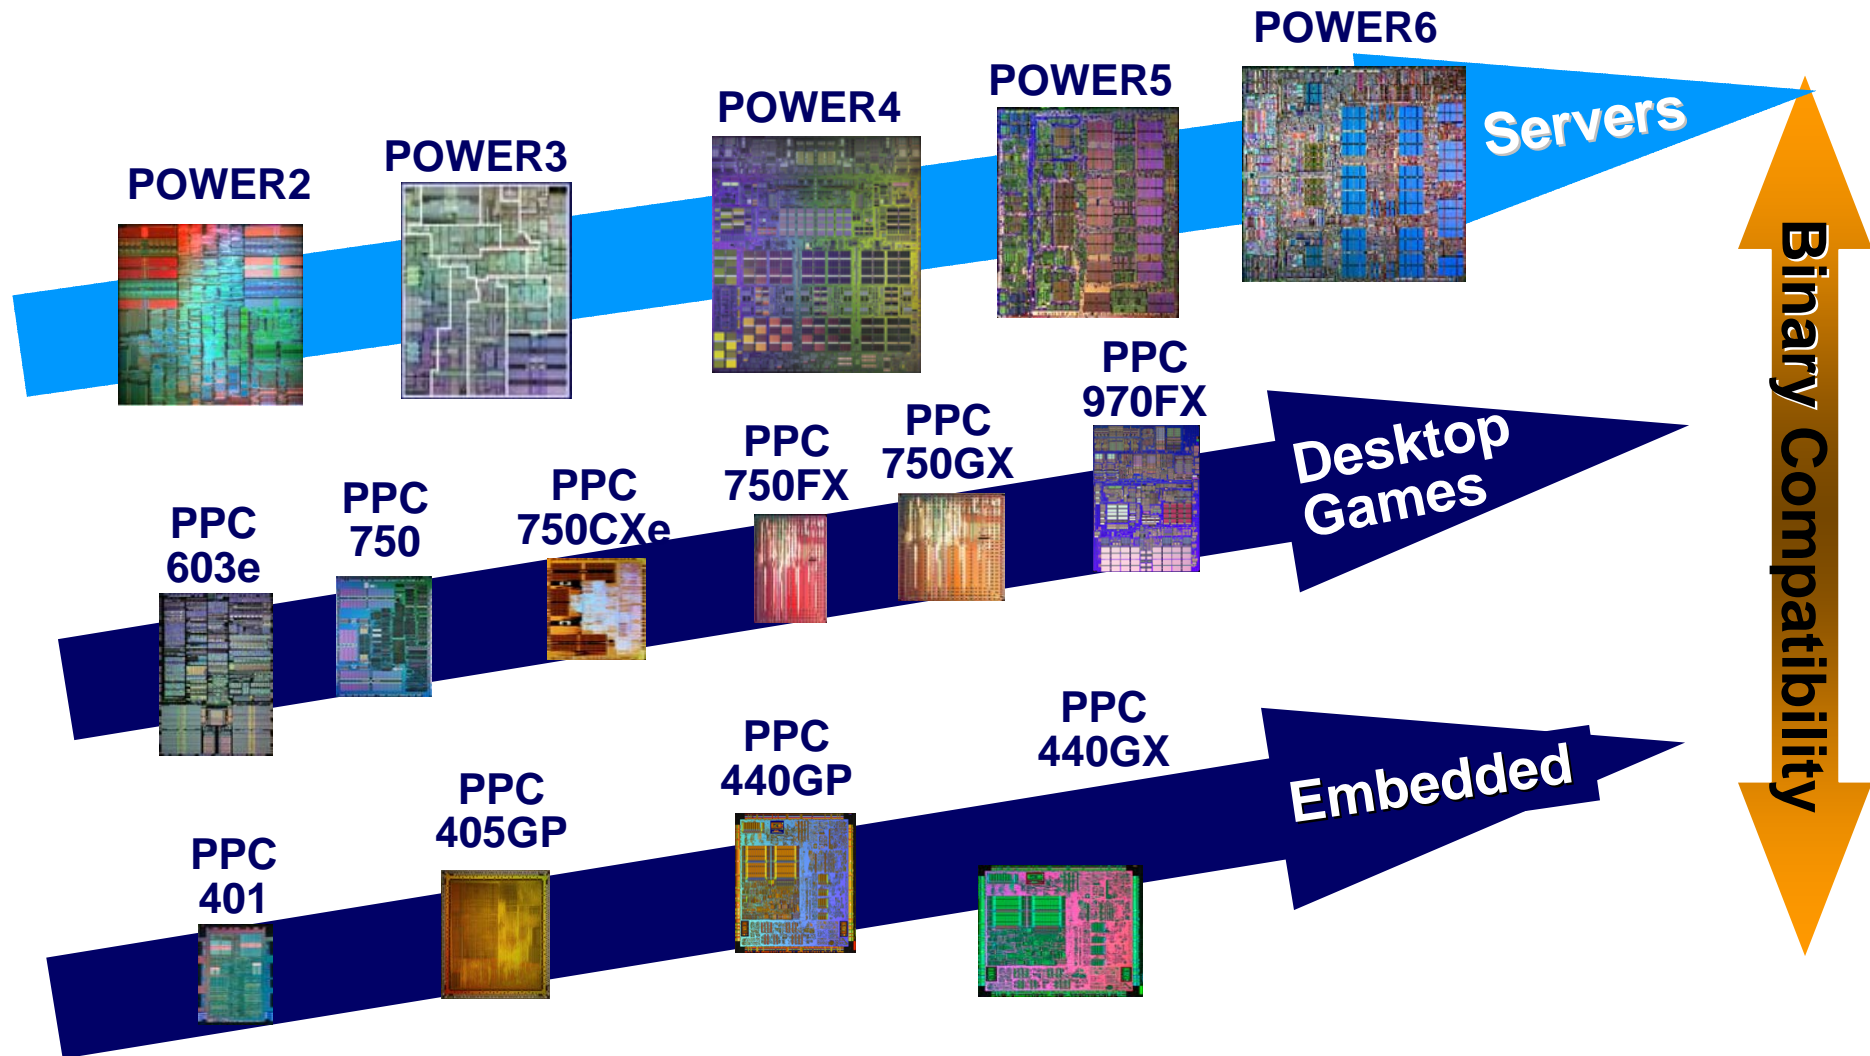 POWER6
POWER5
POWER4
POWER3
POWER2
Servers
PPC
970FX
PPC
750GX
PPC
750FX
PPC
750CXe
PPC
750
PPC
603e
Desktop
Games
PPC
440GX
PPC
440GP
PPC
405GP
PPC
401
Embedded
Binary Compatibility